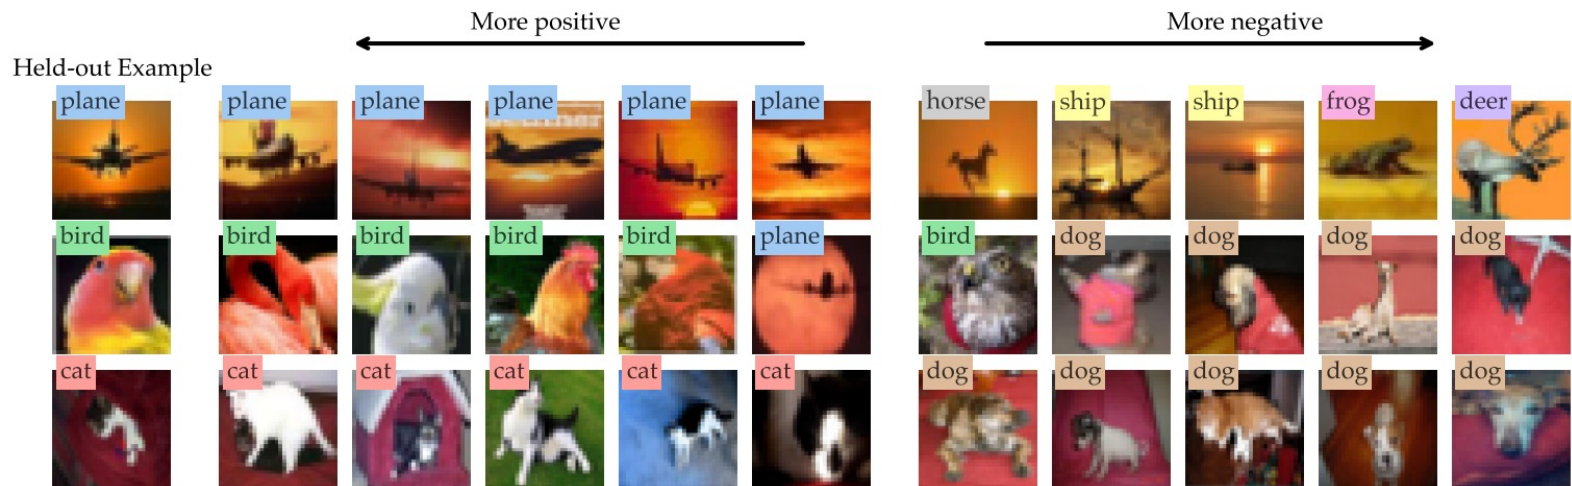 More positive
More negative
Held-out Example
plane plane plane plane plane plane horse ship ship frog deer
bird bird bird bird bird plane bird dog dog dog dog
cat cat cat cat cat cat dog dog dog dog dog